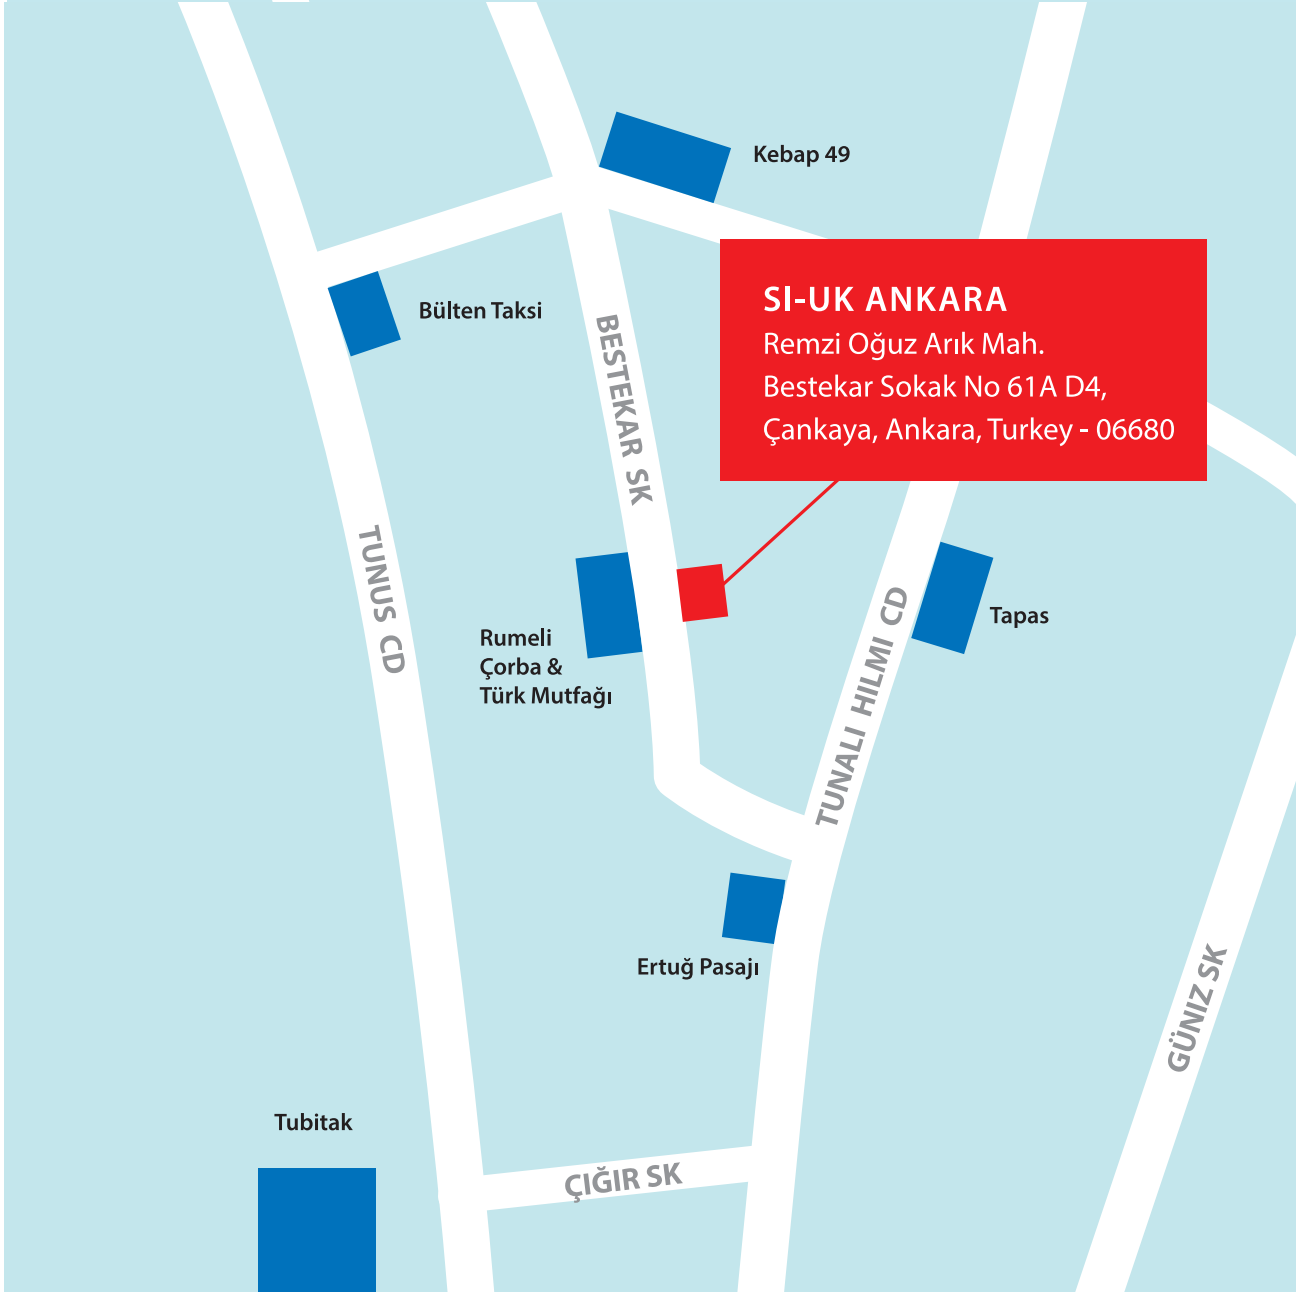 Kebap 49
SI-UK ANKARA
Remzi Oğuz Arık Mah.
Bestekar Sokak No 61A D4,
Çankaya, Ankara, Turkey - 06680
Bülten Taksi
BESTEKAR SK
TUNUS CD
Rumeli
Çorba &
Türk Mutfağı
TUNALI HILMI CD
Tapas
Ertuğ Pasajı
GÜNIZ SK
Tubitak
ÇIĞIR SK